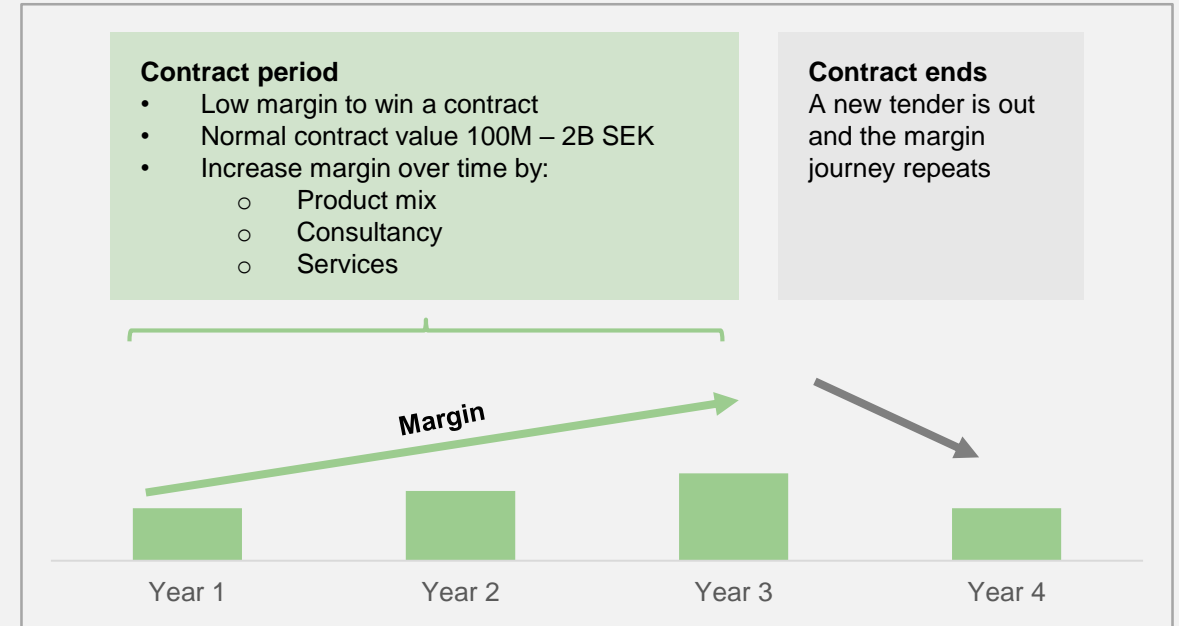 Contract period
• Low margin to win a contract
• Normal contract value 100M – 2B SEK
• Increase margin over time by:
o Product mix
o Consultancy
o Services
Contract ends
A new tender is out
and the margin
journey repeats
Margin
Year 1
Year 2
Year 3
Year 4